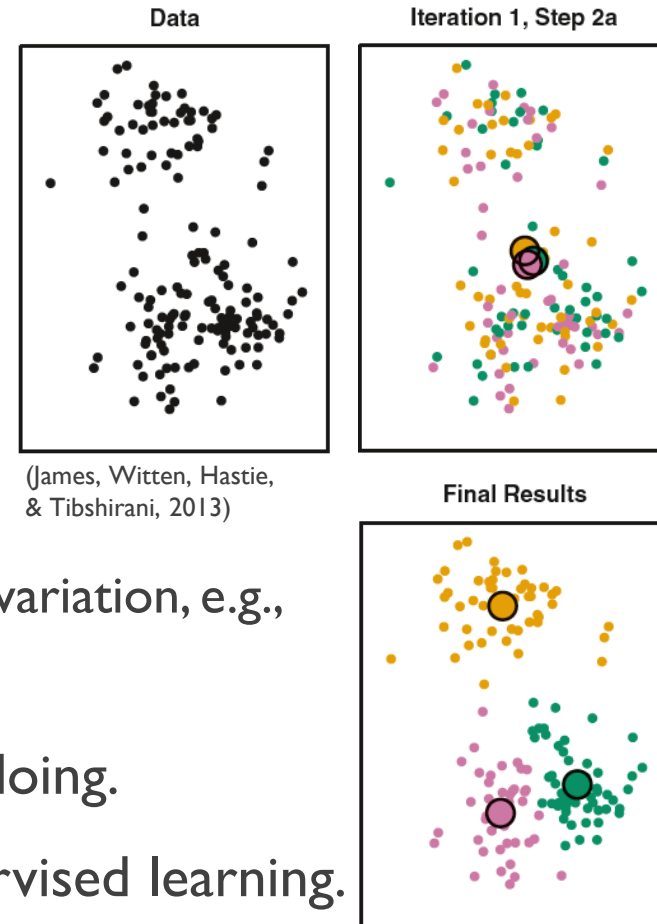 Data
Iteration 1, Step 2a
(James, Witten, Hastie,
& Tibshirani, 2013)
Final Results
variation, e.g.,
loing.
rvised learning.